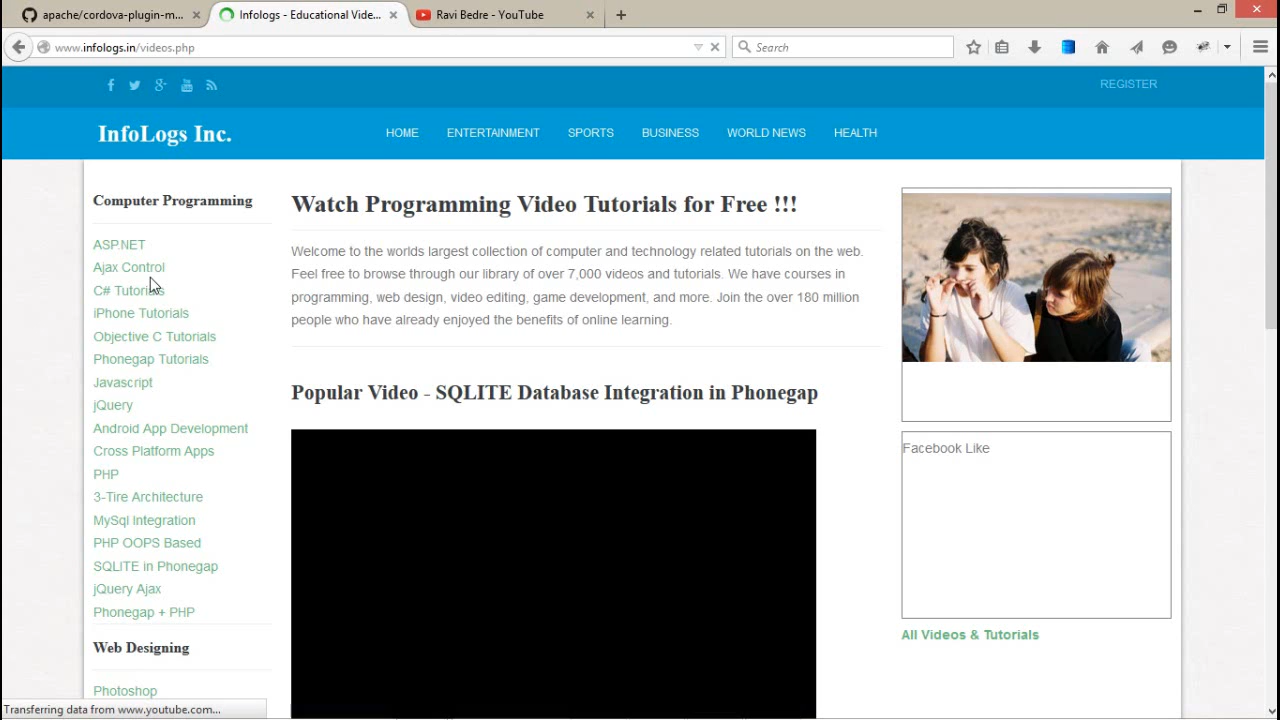 apache/cordova-plugin-m...
Infologs - Educational Vide...
Ravi Bedre - YouTube
www.infologs.in/videos.php
Search
REGISTER
InfoLogs Inc.
HOME
ENTERTAINMENT
SPORTS
BUSINESS
WORLD NEWS
HEALTH
Computer Programming
ASP.NET
Ajax Control
C# Tutorials
iPhone Tutorials
Objective C Tutorials
Phonegap Tutorials
Javascript
jQuery
Android App Development
Cross Platform Apps
PHP
3-Tire Architecture
MySql Integration
PHP OOPS Based
SQLITE in Phonegap
jQuery Ajax
Phonegap + PHP
Web Designing
Photoshop
Watch Programming Video Tutorials for Free !!!
Welcome to the worlds largest collection of computer and technology related tutorials on the web.
Feel free to browse through our library of over 7,000 videos and tutorials. We have courses in
programming, web design, video editing, game development, and more. Join the over 180 million
people who have already enjoyed the benefits of online learning.
Popular Video - SQLITE Database Integration in Phonegap
Facebook Like
All Videos & Tutorials
Transferring data from www.youtube.com...